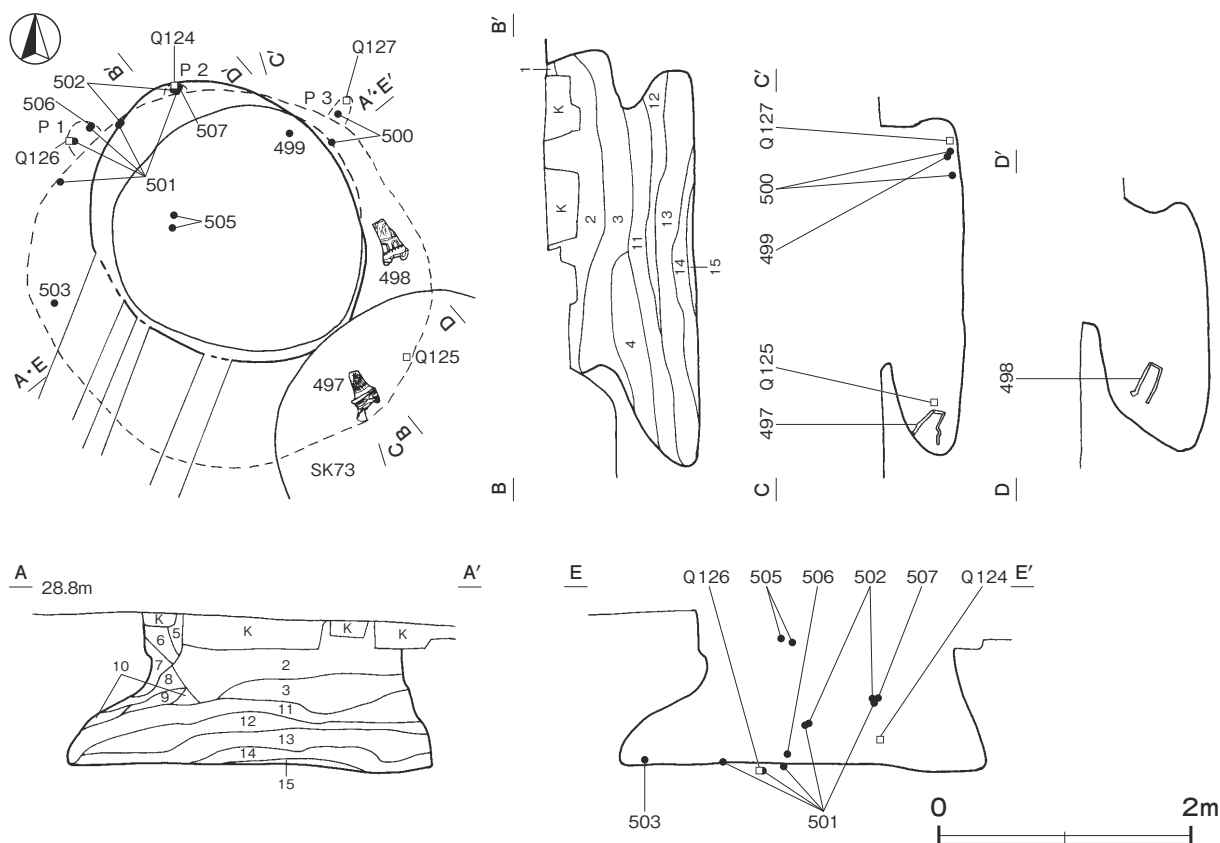 Q124
Q127
502
B'
P 2
D'
C'
506
P 3
A'・E'
P 1
507
499
500
Q126
501
505
498
503
D
Q125
A・E
497
C B
SK73
B'
1
K
12
K
2
3
11
13
14
15
4
B
C'
Q127
500
499
Q125
497
C
D'
498
D
A
28.8m
A'
K
5
K
K
K
6
7
2
10
8
3
9
11
12
13
14
15
E
Q126
505
506
502
507
Q124
E'
503
501
0
2m